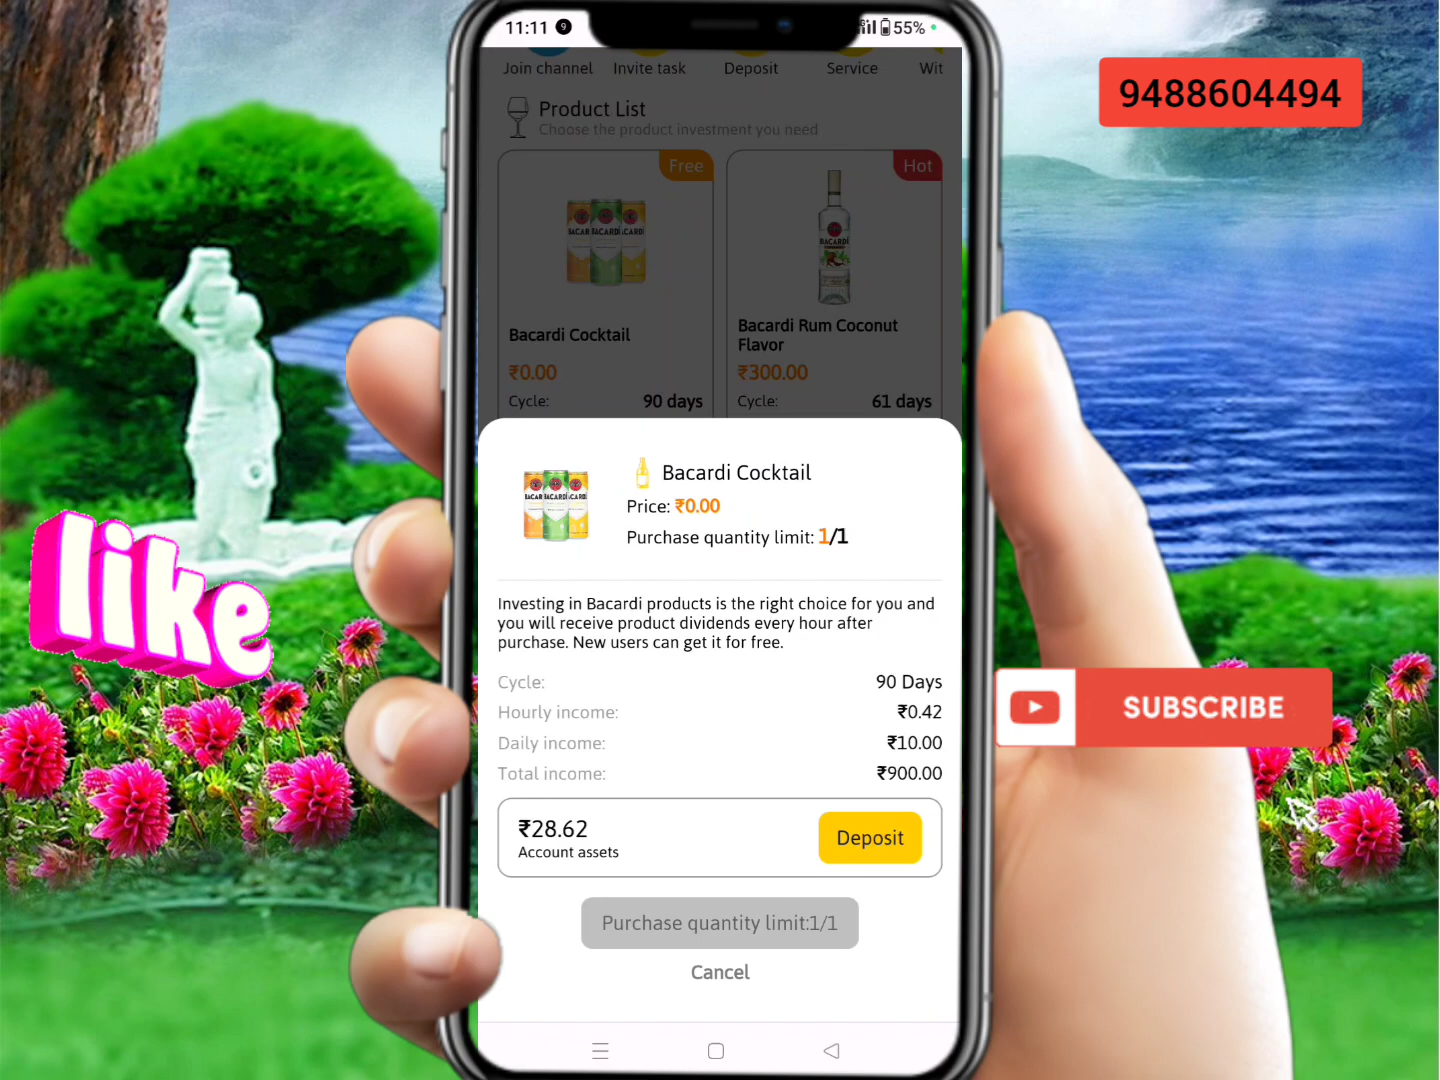 11:11
9
55%
Join channel
Invite task
Deposit
Service
Wit
9488604494
Product List
Choose the product investment you need
Free
Hot
BACARDÍ
BACARDÍ
Bacardi Cocktail
Bacardi Rum Coconut
Flavor
₹0.00
₹300.00
Cycle:
90 days
Cycle:
61 days
Bacardi Cocktail
Price: ₹0.00
Purchase quantity limit: 1/1
BACARDÍ
like
Investing in Bacardi products is the right choice for you and
you will receive product dividends every hour after
purchase. New users can get it for free.
Cycle:
90 Days
Hourly income:
₹0.42
Daily income:
₹10.00
Total income:
₹900.00
SUBSCRIBE
₹28.62
Account assets
Deposit
Purchase quantity limit:1/1
Cancel